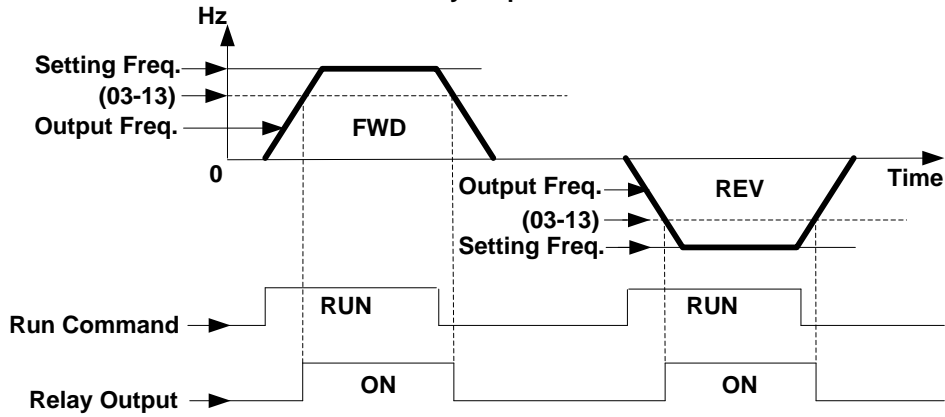 Hz
Setting Freq.
(03-13)
Output Freq.
FWD
0
Time
Output Freq.
REV
(03-13)
Setting Freq.
RUN
RUN
Run Command
ON
ON
Relay Output